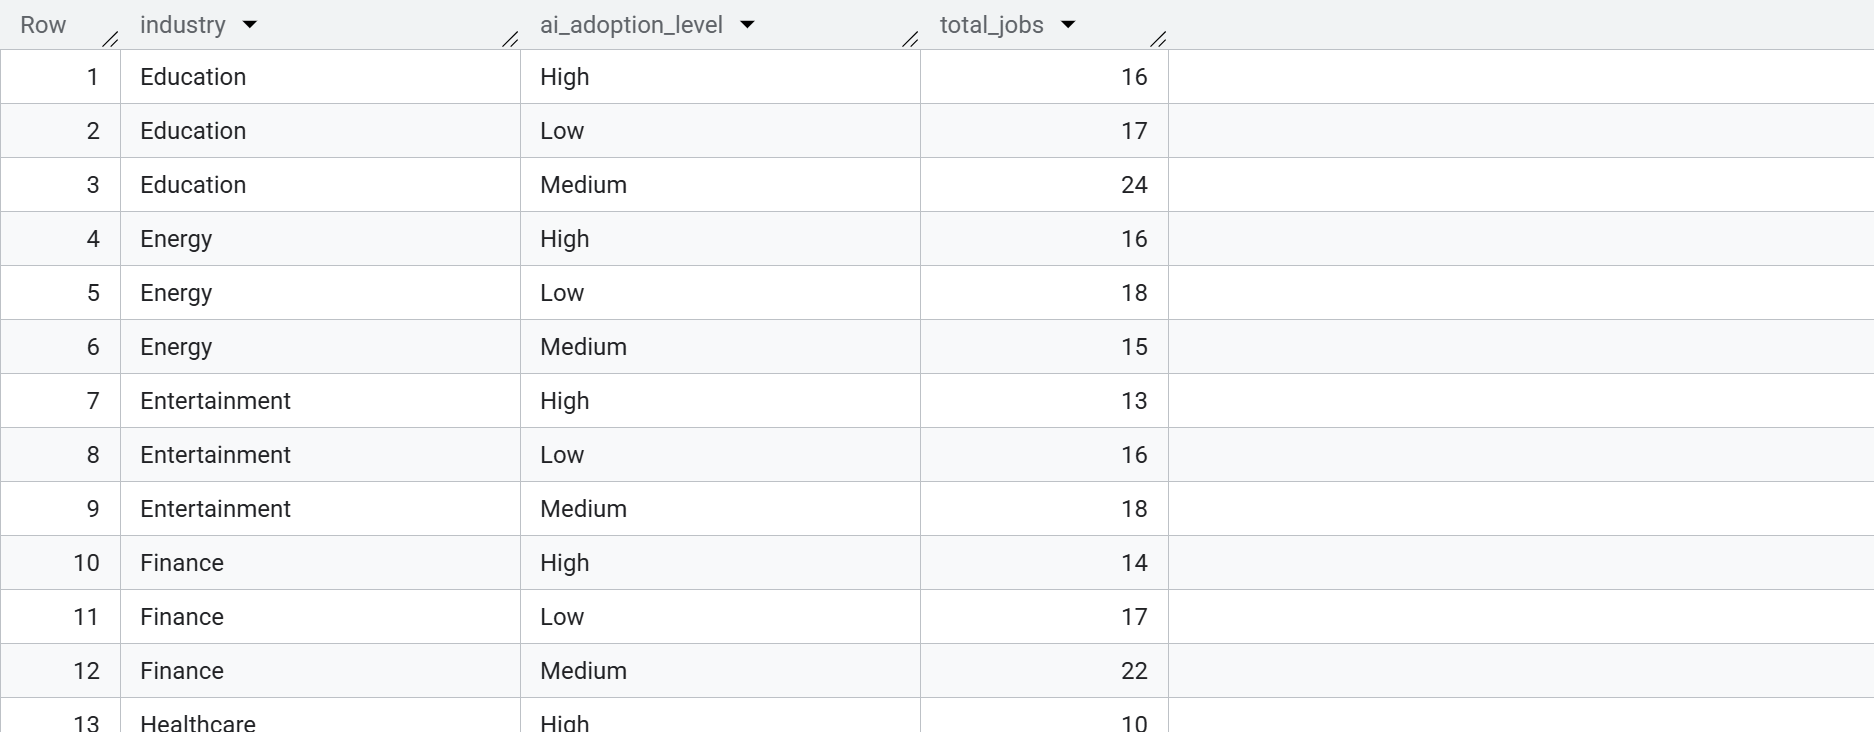 Row industry ai_adoption_level total_jobs
1 Education High 16
2 Education Low 17
3 Education Medium 24
4 Energy High 16
5 Energy Low 18
6 Energy Medium 15
7 Entertainment High 13
8 Entertainment Low 16
9 Entertainment Medium 18
10 Finance High 14
11 Finance Low 17
12 Finance Medium 22
13 Healthcare High 10